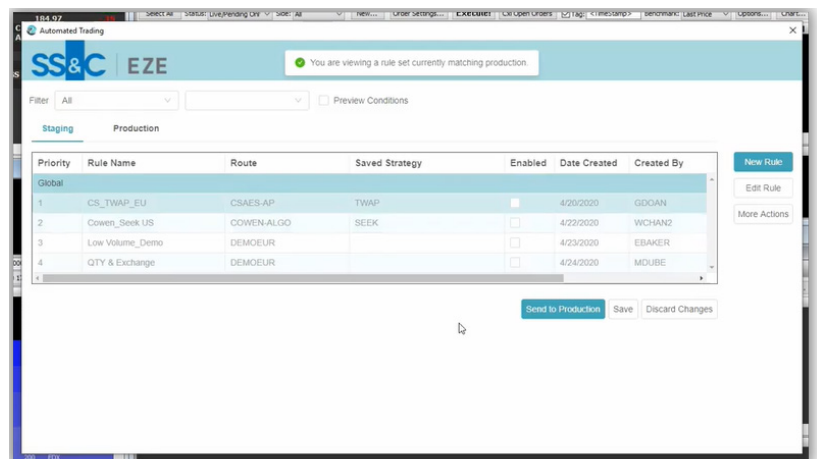 184.97
Select All Status: Live/Pending Onl Side: All New... Order Settings... Execute! Cxl Open Orders Tag: <TimeStamp> Benchmark: Last Price Options... Chart...
Automated Trading
SS&C EZE
You are viewing a rule set currently matching production.
Filter All Preview Conditions
Staging Production
Priority Rule Name Route Saved Strategy Enabled Date Created Created By New Rule
Global
Edit Rule
1 CS_TWAP_EU CSAES-AP TWAP 4/20/2020 GDOAN
More Actions
2 Cowen_Seek US COWEN-ALGO SEEK 4/22/2020 WCHAN2
3 Low Volume_Demo DEMOEUR 4/23/2020 EBAKER
4 QTY & Exchange DEMOEUR 4/24/2020 MDUBE
Send to Production Save Discard Changes